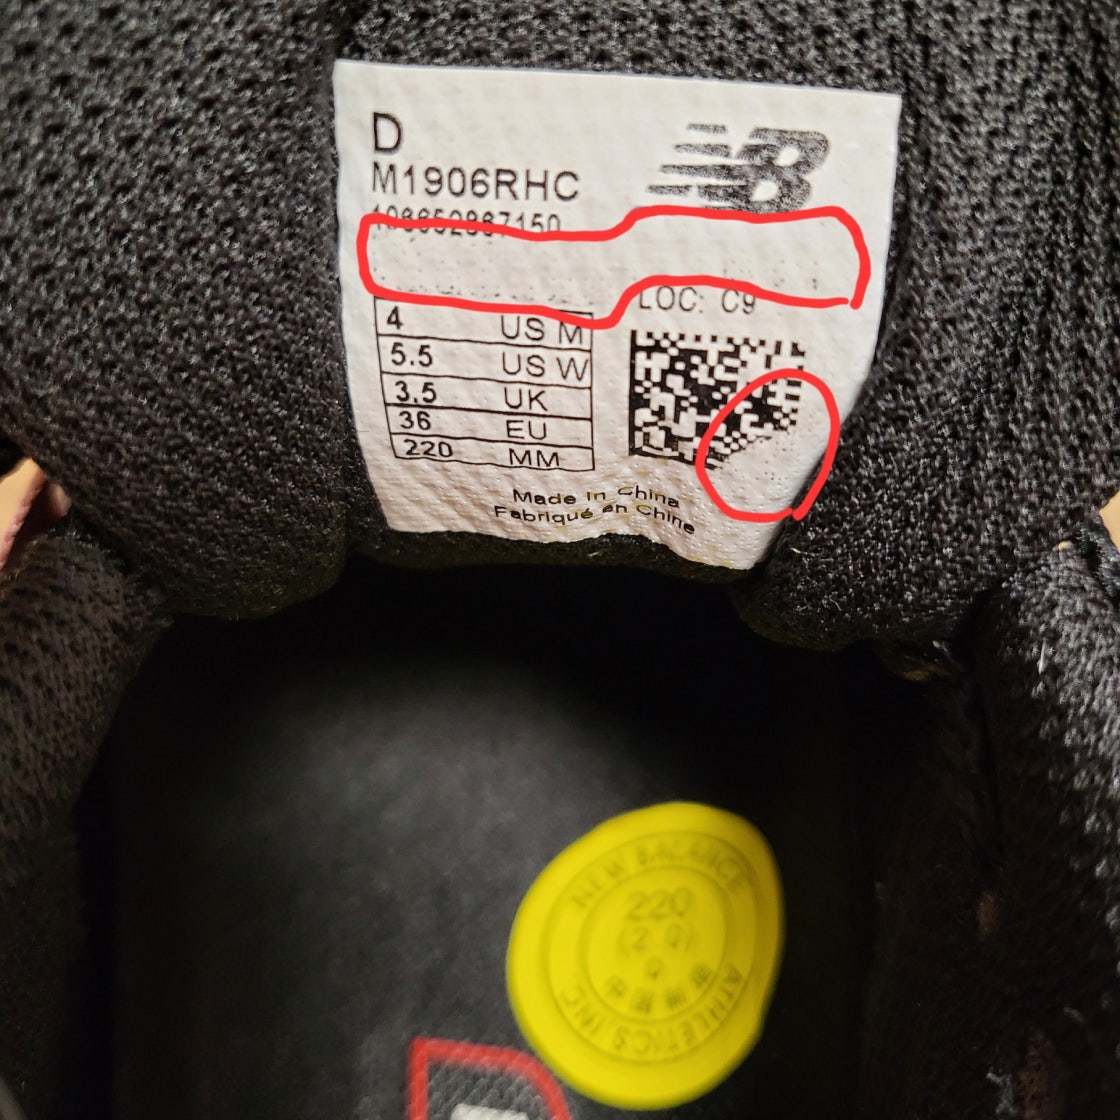 D
NB
M1906RHC
LOC: C9
4 US M
5.5 US W
3.5 UK
36 EU
220 MM
Made in China
Fabriqué en Chine
NEW BALANCE
220
ATHLETICS, INC.